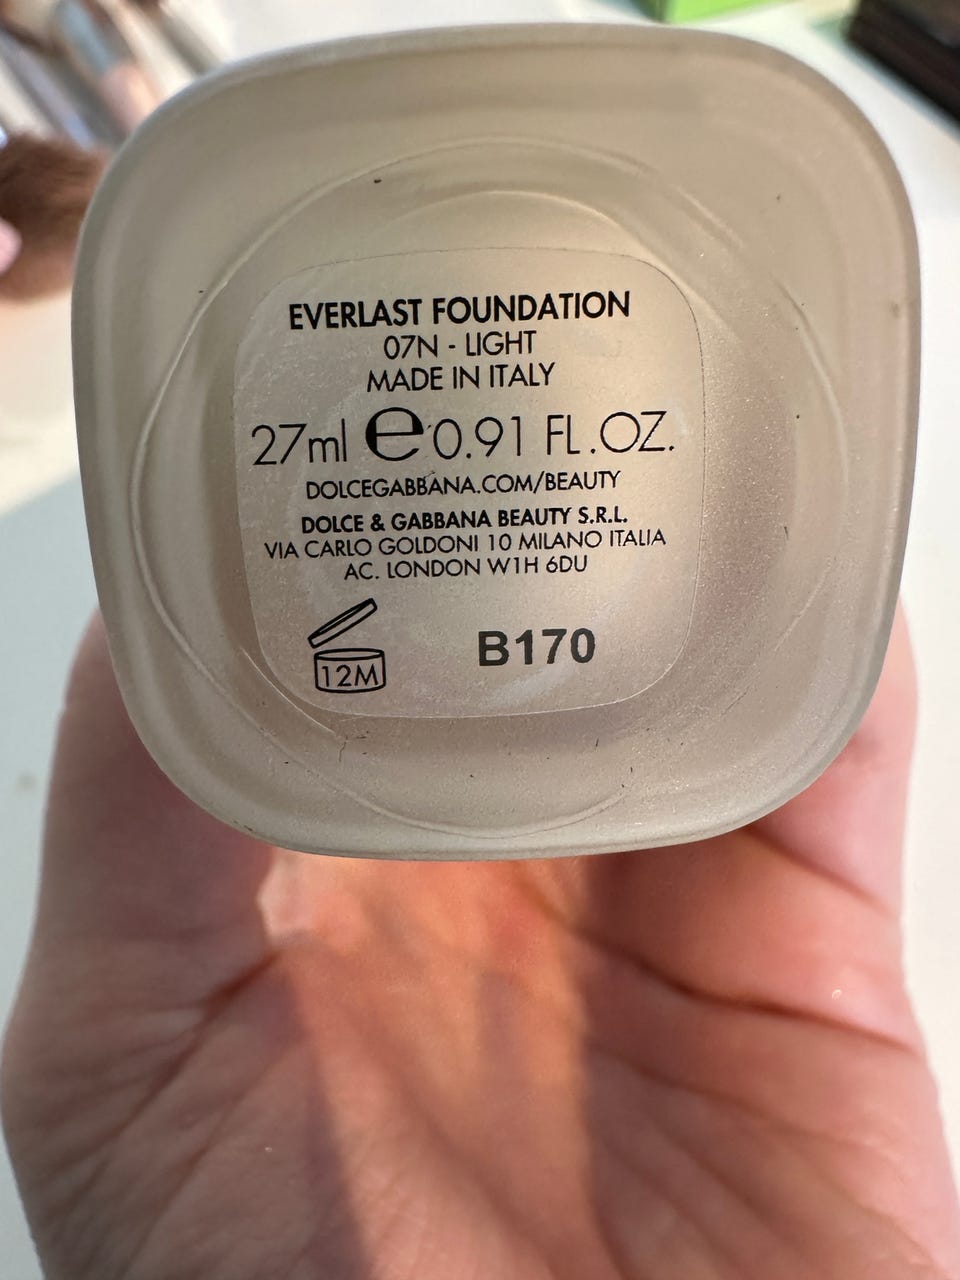 EVERLAST FOUNDATION
07N - LIGHT
MADE IN ITALY
27ml e 0.91 FL.OZ.
DOLCEGABBANA.COM/BEAUTY
DOLCE & GABBANA BEAUTY S.R.L.
VIA CARLO GOLDONI 10 MILANO ITALIA
AC. LONDON W1H 6DU
12M
B170